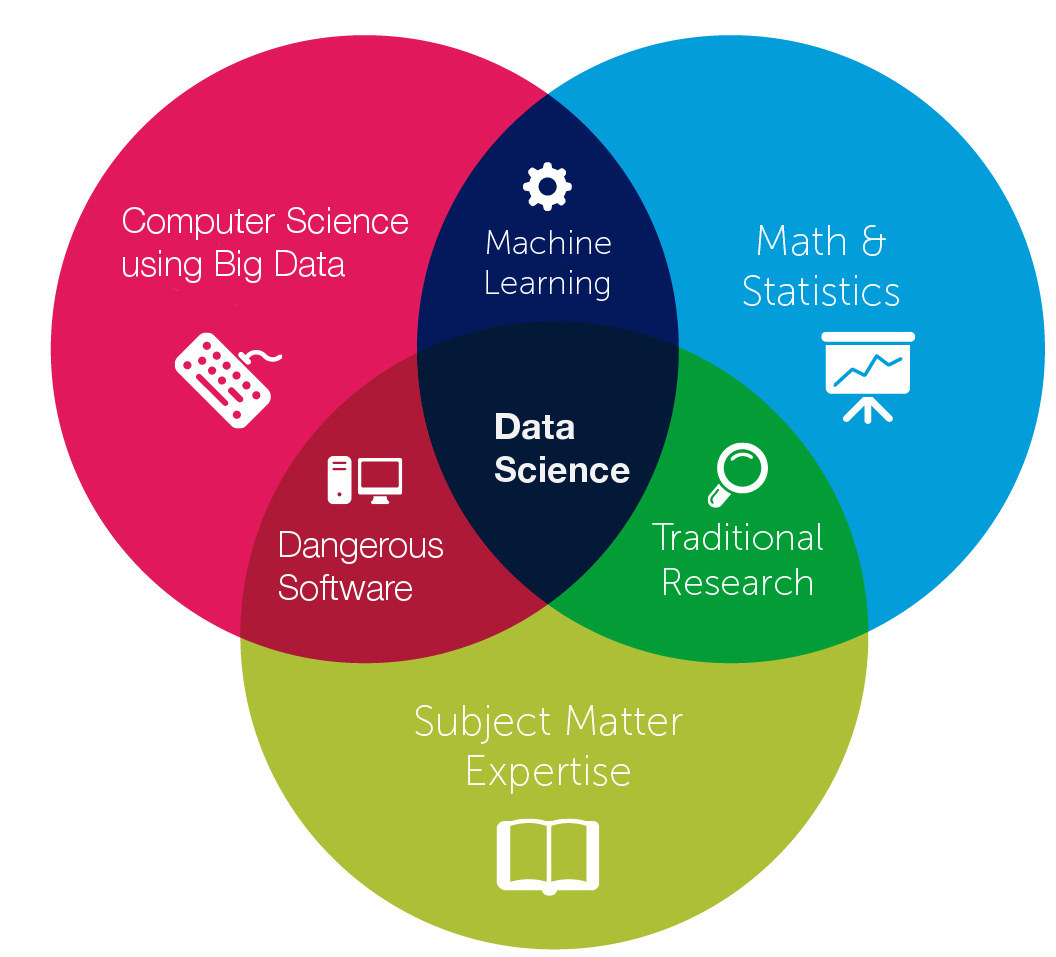 Computer Science
using Big Data
Machine
Learning
Math &
Statistics
Data
Science
Dangerous
Software
Traditional
Research
Subject Matter
Expertise